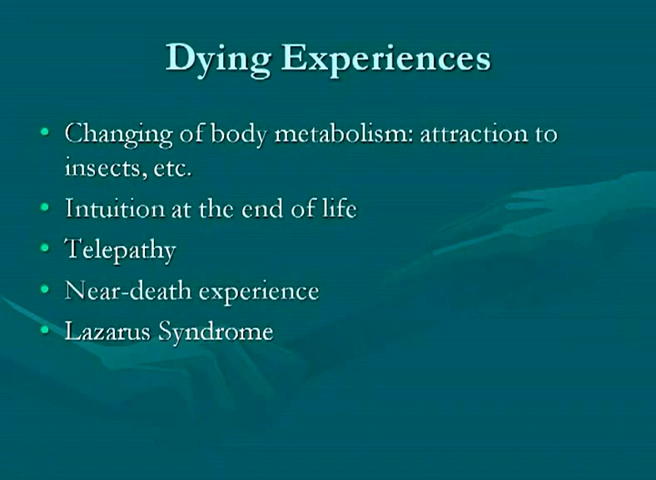 Dying Experiences
• Changing of body metabolism: attraction to
insects, etc.
• Intuition at the end of life
• Telepathy
• Near-death experience
• Lazarus Syndrome